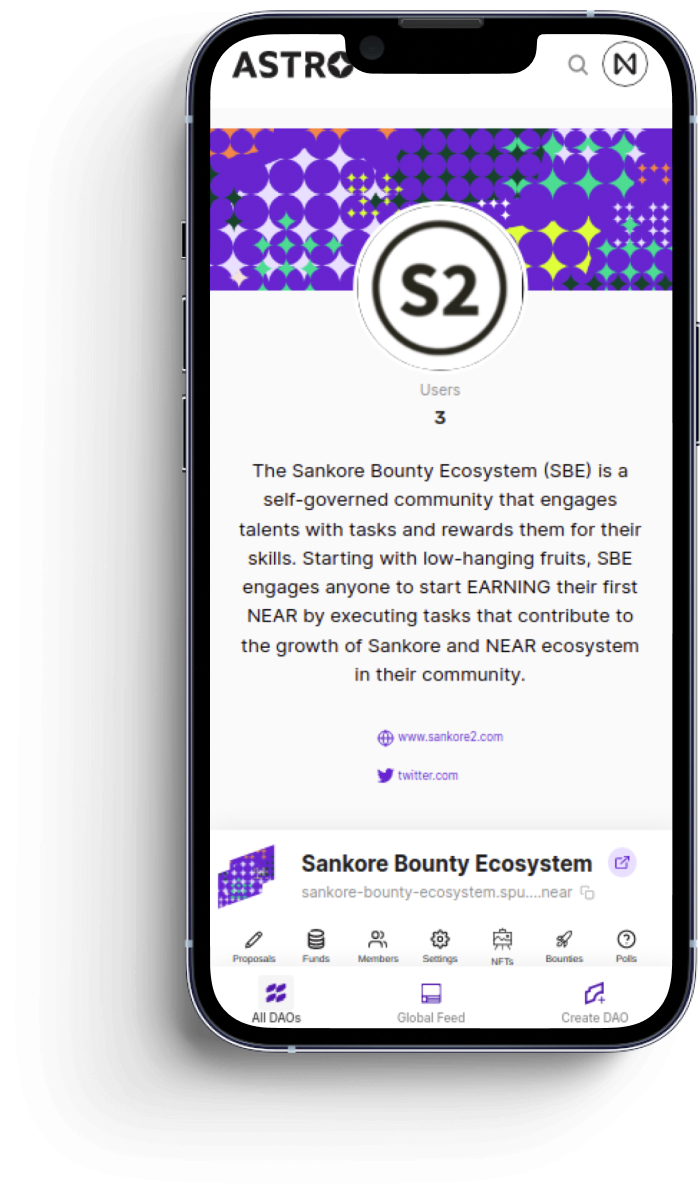 ASTRO
S2
Users
3
The Sankore Bounty Ecosystem (SBE) is a
self-governed community that engages
talents with tasks and rewards them for their
skills. Starting with low-hanging fruits, SBE
engages anyone to start EARNING their first
NEAR by executing tasks that contribute to
the growth of Sankore and NEAR ecosystem
in their community.
www.sankore2.com
twitter.com
Sankore Bounty Ecosystem
sankore-bounty-ecosystem.spu....near
Proposals Funds Members Settings NFTs Bounties Polls
All DAOs Global Feed Create DAO